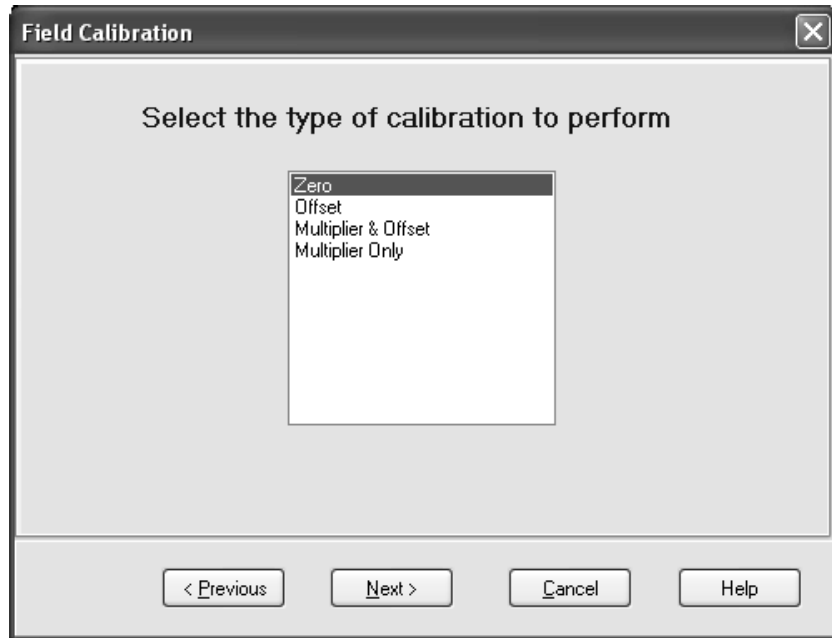 Field Calibration
Select the type of calibration to perform
Zero
Offset
Multiplier & Offset
Multiplier Only
< Previous Next > Cancel Help